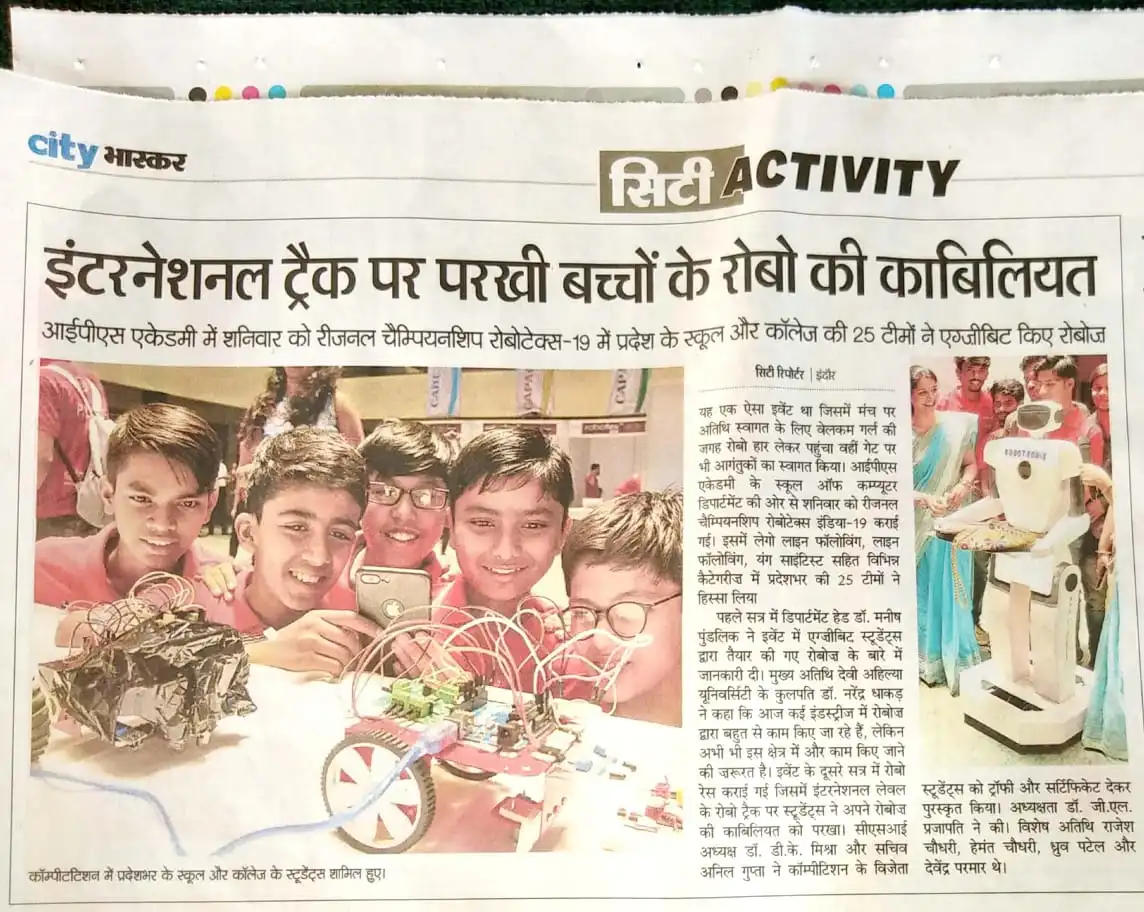 city भास्कर
सिटी ACTIVITY
इंटरनेशनल ट्रैक पर परखी बच्चों के रोबो की काबिलियत
आईपीएस एकेडमी में शनिवार को रीजनल चैम्पियनशिप रोबोटेक्स-19 में प्रदेश के स्कूल और कॉलेज की 25 टीमों ने एग्जीबिट किए रोबोज
सिटी रिपोर्टर | इंदौर
यह एक ऐसा इवेंट था जिसमें मंच पर
अतिथि स्वागत के लिए वेलकम गर्ल की
जगह रोबो हार लेकर पहुंचा वहीं गेट पर
भी आगंतुकों का स्वागत किया। आईपीएस
एकेडमी के स्कूल ऑफ कम्प्यूटर
डिपार्टमेंट की ओर से शनिवार को रीजनल
चैम्पियनशिप रोबोटेक्स इंडिया-19 कराई
गई। इसमें लेगो लाइन फॉलोविंग, लाइन
फॉलोविंग, यंग साइंटिस्ट सहित विभिन्न
कैटेगरीज में प्रदेशभर की 25 टीमों ने
हिस्सा लिया
पहले सत्र में डिपार्टमेंट हेड डॉ. मनीष
पुंडलिक ने इवेंट में एग्जीबिट स्टूडेंट्स
द्वारा तैयार की गए रोबोज के बारे में
जानकारी दी। मुख्य अतिथि देवी अहिल्या
यूनिवर्सिटी के कुलपति डॉ. नरेंद्र धाकड़
ने कहा कि आज कई इंडस्ट्रीज में रोबोज
द्वारा बहुत से काम किए जा रहे हैं, लेकिन
अभी भी इस क्षेत्र में और काम किए जाने
की जरूरत है। इवेंट के दूसरे सत्र में रोबो
रेस कराई गई जिसमें इंटरनेशनल लेवल
के रोबो ट्रैक पर स्टूडेंट्स ने अपने रोबोज
की काबिलियत को परखा। सीएसआई
अध्यक्ष डॉ. डी.के. मिश्रा और सचिव
अनिल गुप्ता ने कॉम्पीटिशन के विजेता
स्टूडेंट्स को ट्रॉफी और सर्टिफिकेट देकर
पुरस्कृत किया। अध्यक्षता डॉ. जी.एल.
प्रजापति ने की। विशेष अतिथि राजेश
चौधरी, हेमंत चौधरी, ध्रुव पटेल और
देवेंद्र परमार थे।
कॉम्पीटटिशन में प्रदेशभर के स्कूल और कॉलेज के स्टूडेंट्स शामिल हुए।